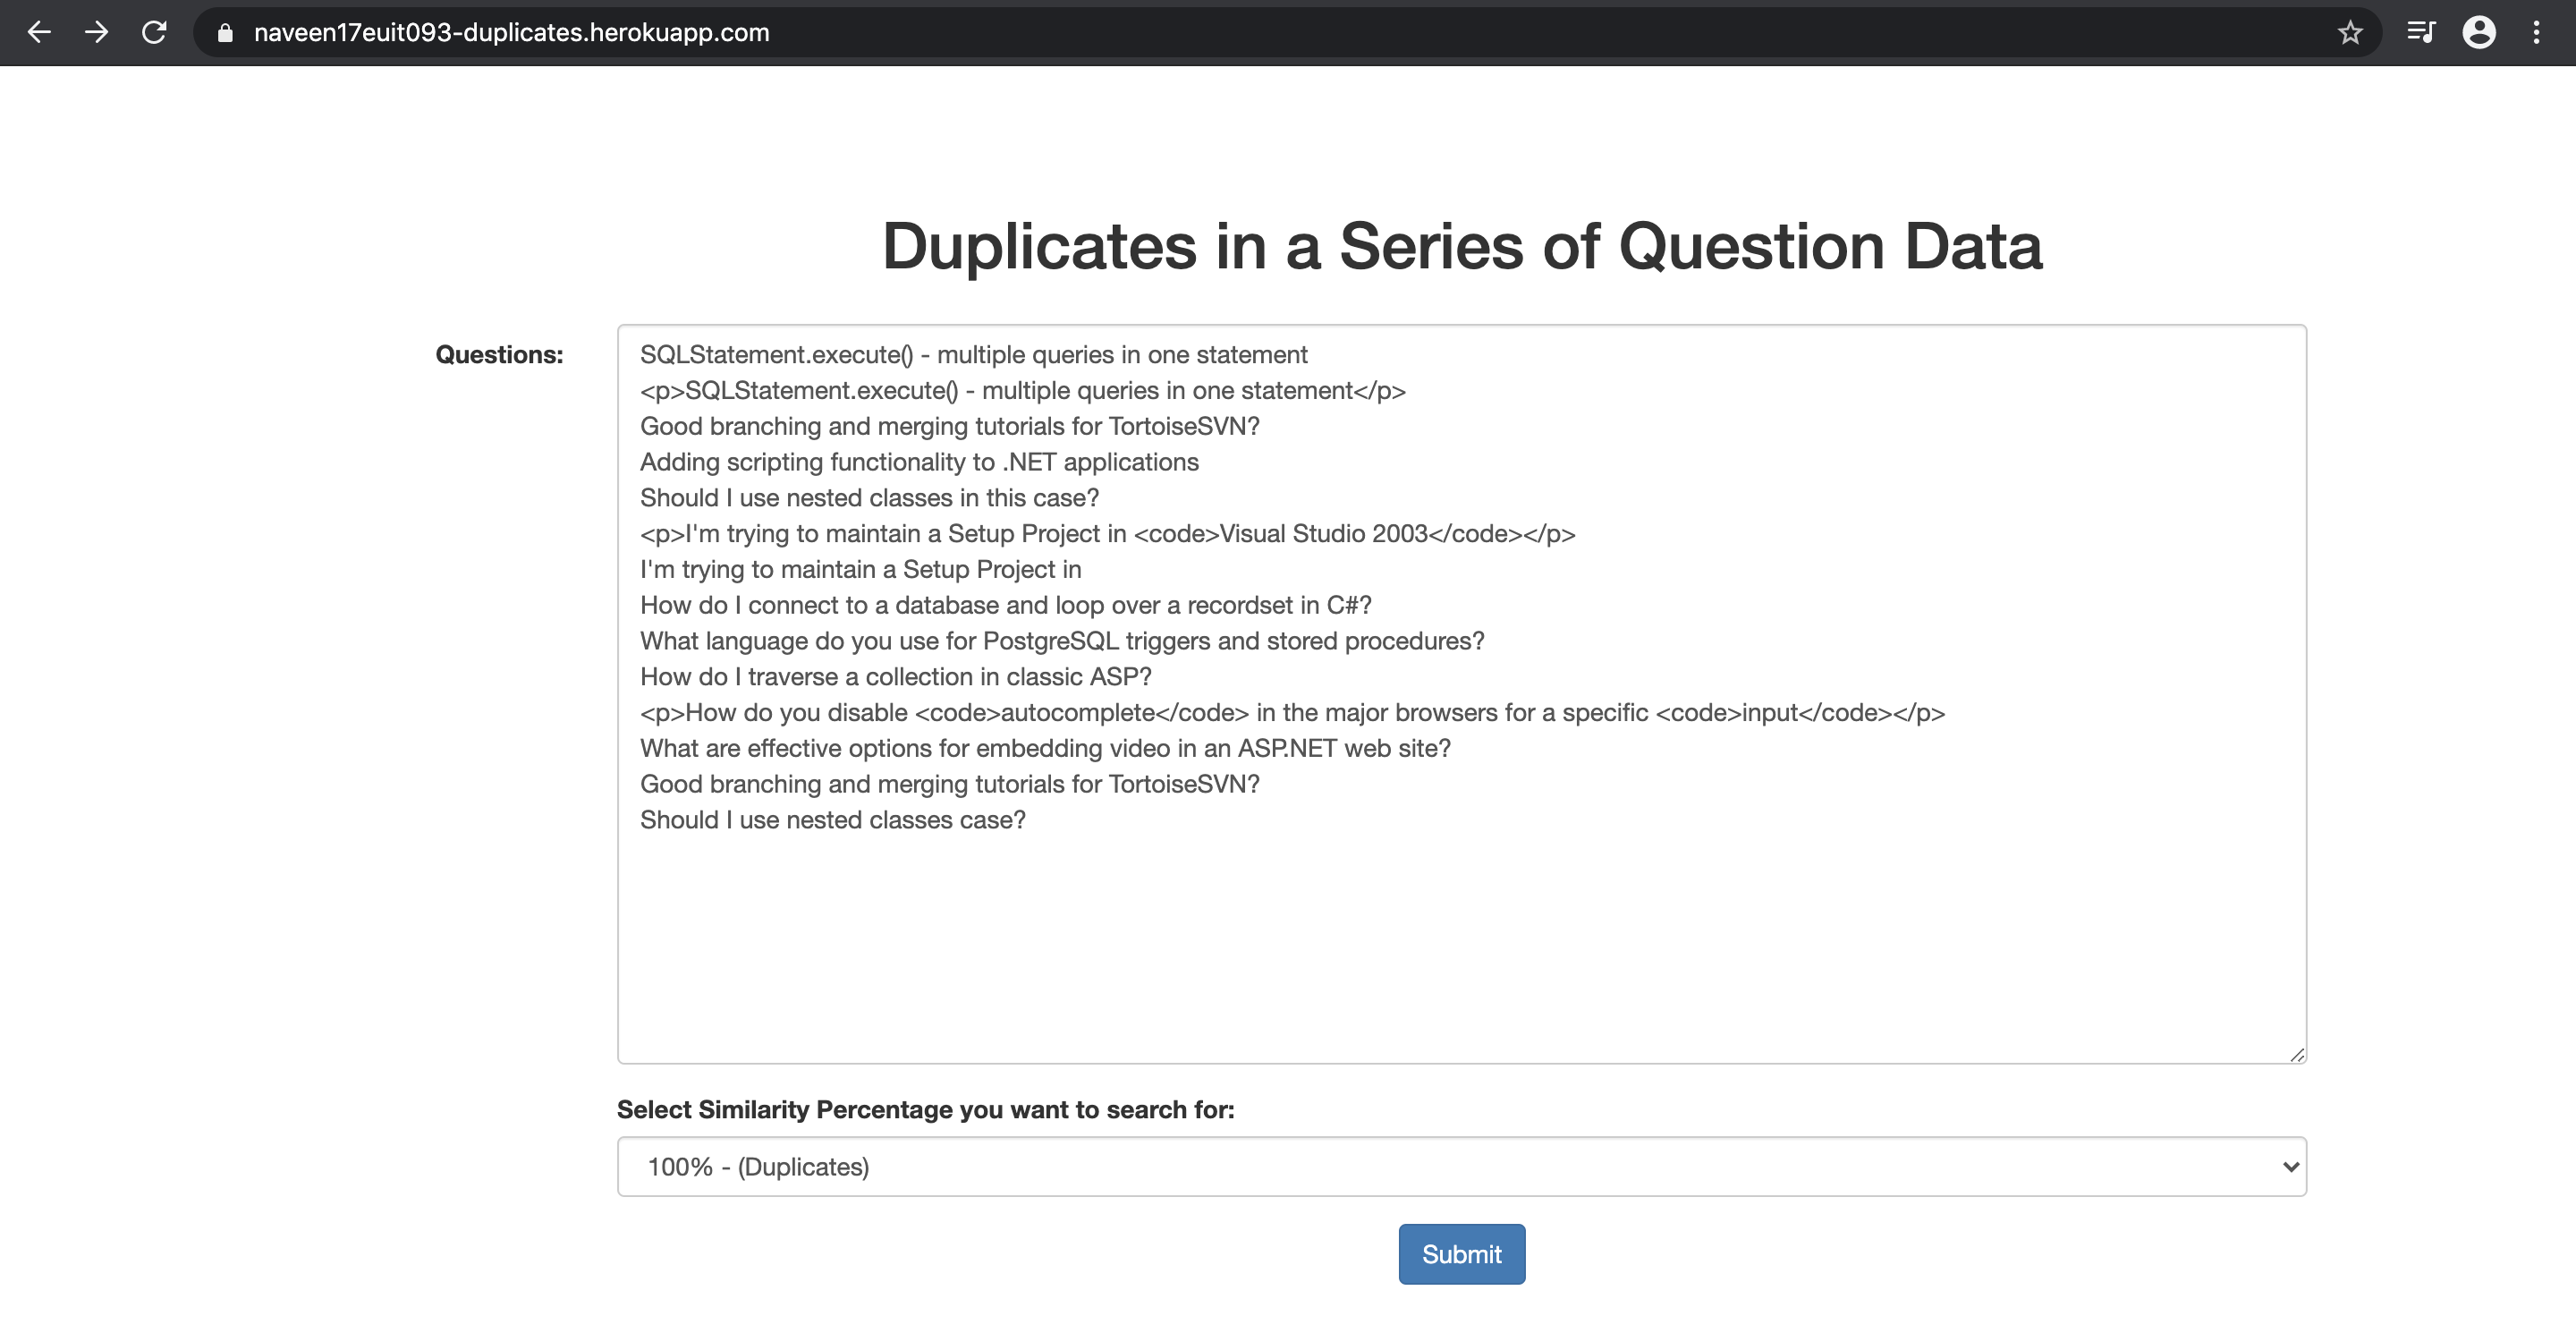 naveen17euit093-duplicates.herokuapp.com
Duplicates in a Series of Question Data
Questions:
SQLStatement.execute() - multiple queries in one statement
<p>SQLStatement.execute() - multiple queries in one statement</p>
Good branching and merging tutorials for TortoiseSVN?
Adding scripting functionality to .NET applications
Should I use nested classes in this case?
<p>I'm trying to maintain a Setup Project in <code>Visual Studio 2003</code></p>
I'm trying to maintain a Setup Project in
How do I connect to a database and loop over a recordset in C#?
What language do you use for PostgreSQL triggers and stored procedures?
How do I traverse a collection in classic ASP?
<p>How do you disable <code>autocomplete</code> in the major browsers for a specific <code>input</code></p>
What are effective options for embedding video in an ASP.NET web site?
Good branching and merging tutorials for TortoiseSVN?
Should I use nested classes case?
Select Similarity Percentage you want to search for:
100% - (Duplicates)
Submit